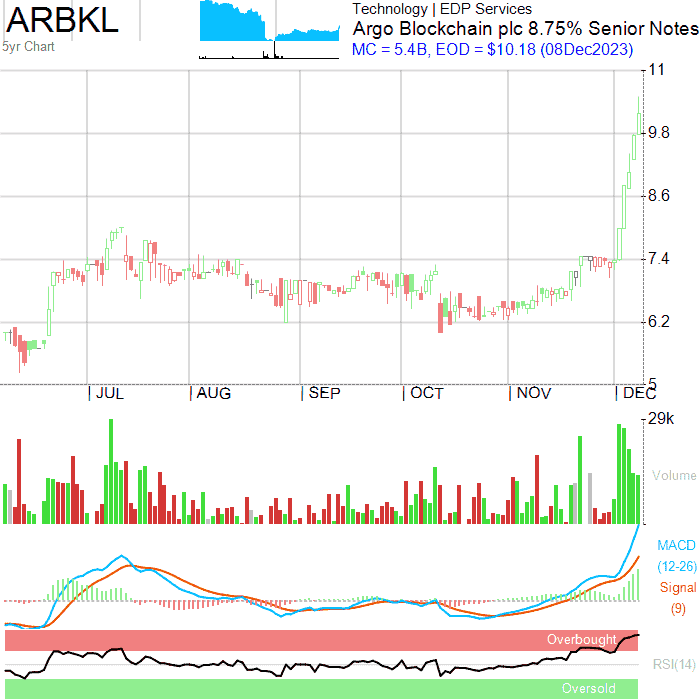 ARBKL
5yr Chart
Technology | EDP Services
Argo Blockchain plc 8.75% Senior Notes
MC = 5.4B, EOD = $10.18 (08Dec2023)
11
9.8
8.6
7.4
6.2
5
JUL AUG SEP OCT NOV DEC
29k
Volume
MACD
(12-26)
Signal
(9)
Overbought
RSI(14)
Oversold